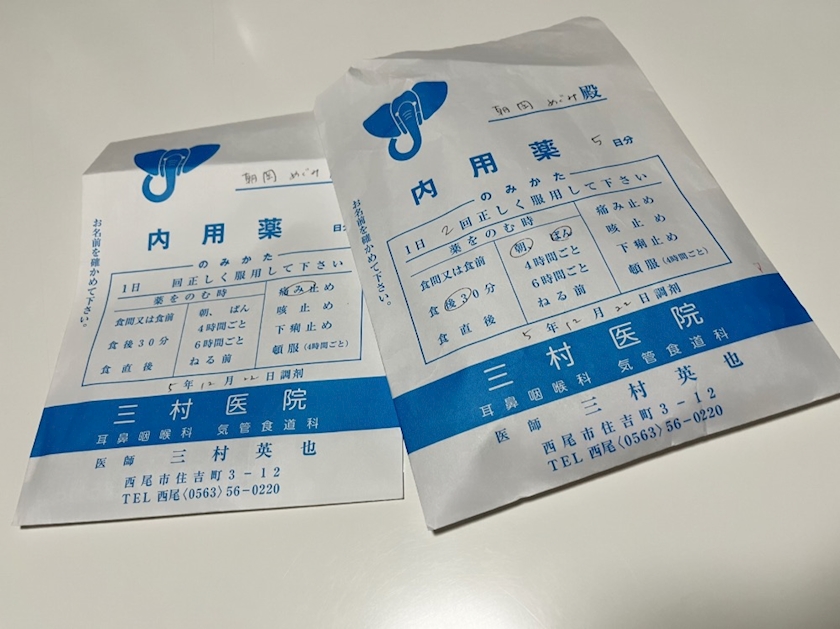 お名前を確かめて下さい。
朝岡 めぐみ
内用薬
日分
のみかた
1日 回正しく服用して下さい
薬をのむ時
食間又は食前
食後30分
食直後
朝、ばん
4時間ごと
6時間ごと
ねる前
痛み止め
咳止め
下痢止め
頓服(4時間ごと)
5年12月22日調剤
三村医院
耳鼻咽喉科 気管食道科
医師 三村英也
西尾市住吉町3-12
TEL 西尾〈0563〉56-0220
お名前を確かめて下さい。
朝岡 めぐみ殿
内用薬 5日分
のみかた
1日2回正しく服用して下さい
薬をのむ時
食間又は食前
食後30分
食直後
朝、ばん
4時間ごと
6時間ごと
ねる前
痛み止め
咳止め
下痢止め
頓服(4時間ごと)
5年12月22日調剤
三村医院
耳鼻咽喉科 気管食道科
医師 三村英也
西尾市住吉町3-12
TEL 西尾〈0563〉56-0220